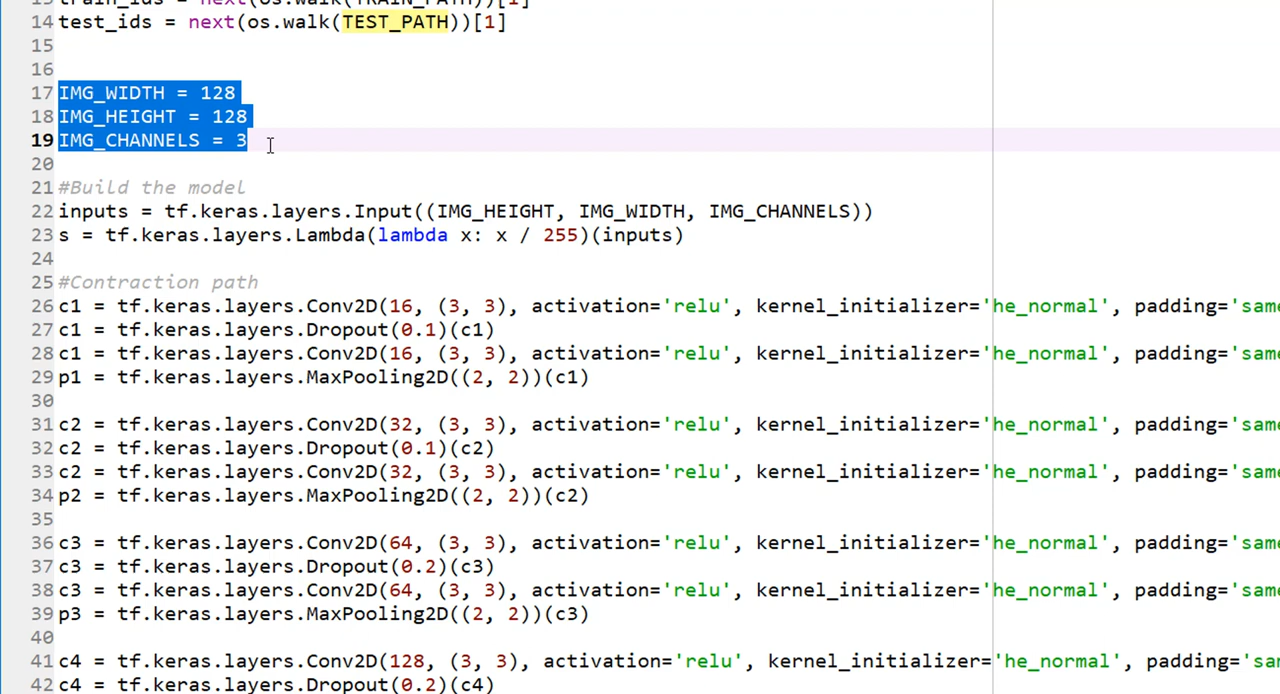 13 train_ids = next(os.walk(TRAIN_PATH))[1]
14 test_ids = next(os.walk(TEST_PATH))[1]
15
16
17 IMG_WIDTH = 128
18 IMG_HEIGHT = 128
19 IMG_CHANNELS = 3
20
21 #Build the model
22 inputs = tf.keras.layers.Input((IMG_HEIGHT, IMG_WIDTH, IMG_CHANNELS))
23 s = tf.keras.layers.Lambda(lambda x: x / 255)(inputs)
24
25 #Contraction path
26 c1 = tf.keras.layers.Conv2D(16, (3, 3), activation='relu', kernel_initializer='he_normal', padding='same
27 c1 = tf.keras.layers.Dropout(0.1)(c1)
28 c1 = tf.keras.layers.Conv2D(16, (3, 3), activation='relu', kernel_initializer='he_normal', padding='same
29 p1 = tf.keras.layers.MaxPooling2D((2, 2))(c1)
30
31 c2 = tf.keras.layers.Conv2D(32, (3, 3), activation='relu', kernel_initializer='he_normal', padding='same
32 c2 = tf.keras.layers.Dropout(0.1)(c2)
33 c2 = tf.keras.layers.Conv2D(32, (3, 3), activation='relu', kernel_initializer='he_normal', padding='same
34 p2 = tf.keras.layers.MaxPooling2D((2, 2))(c2)
35
36 c3 = tf.keras.layers.Conv2D(64, (3, 3), activation='relu', kernel_initializer='he_normal', padding='same
37 c3 = tf.keras.layers.Dropout(0.2)(c3)
38 c3 = tf.keras.layers.Conv2D(64, (3, 3), activation='relu', kernel_initializer='he_normal', padding='same
39 p3 = tf.keras.layers.MaxPooling2D((2, 2))(c3)
40
41 c4 = tf.keras.layers.Conv2D(128, (3, 3), activation='relu', kernel_initializer='he_normal', padding='sa
42 c4 = tf.keras.layers.Dropout(0.2)(c4)